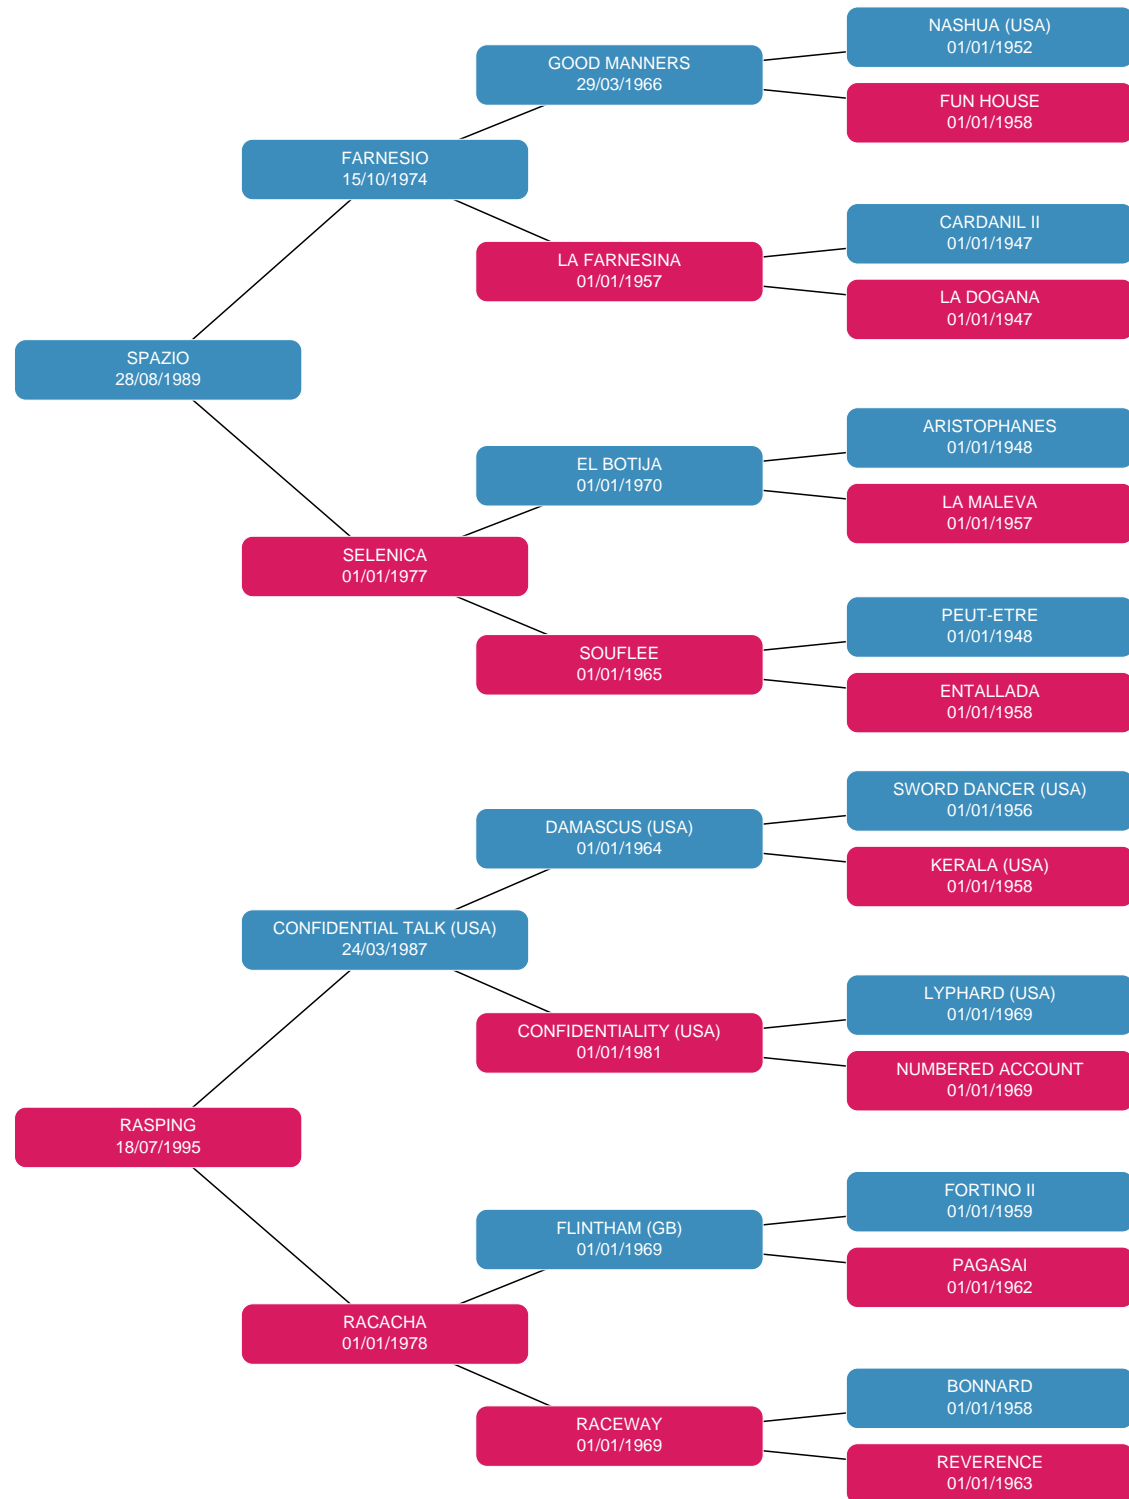 NASHUA (USA)
01/01/1952
GOOD MANNERS
29/03/1966
FUN HOUSE
01/01/1958
FARNESIO
15/10/1974
CARDANIL II
01/01/1947
LA FARNESINA
01/01/1957
LA DOGANA
01/01/1947
SPAZIO
28/08/1989
ARISTOPHANES
01/01/1948
EL BOTIJA
01/01/1970
LA MALEVA
01/01/1957
SELENICA
01/01/1977
PEUT-ETRE
01/01/1948
SOUFLEE
01/01/1965
ENTALLADA
01/01/1958
SWORD DANCER (USA)
01/01/1956
DAMASCUS (USA)
01/01/1964
KERALA (USA)
01/01/1958
CONFIDENTIAL TALK (USA)
24/03/1987
LYPHARD (USA)
01/01/1969
CONFIDENTIALITY (USA)
01/01/1981
NUMBERED ACCOUNT
01/01/1969
RASPING
18/07/1995
FORTINO II
01/01/1959
FLINTHAM (GB)
01/01/1969
PAGASAI
01/01/1962
RACACHA
01/01/1978
BONNARD
01/01/1958
RACEWAY
01/01/1969
REVERENCE
01/01/1963